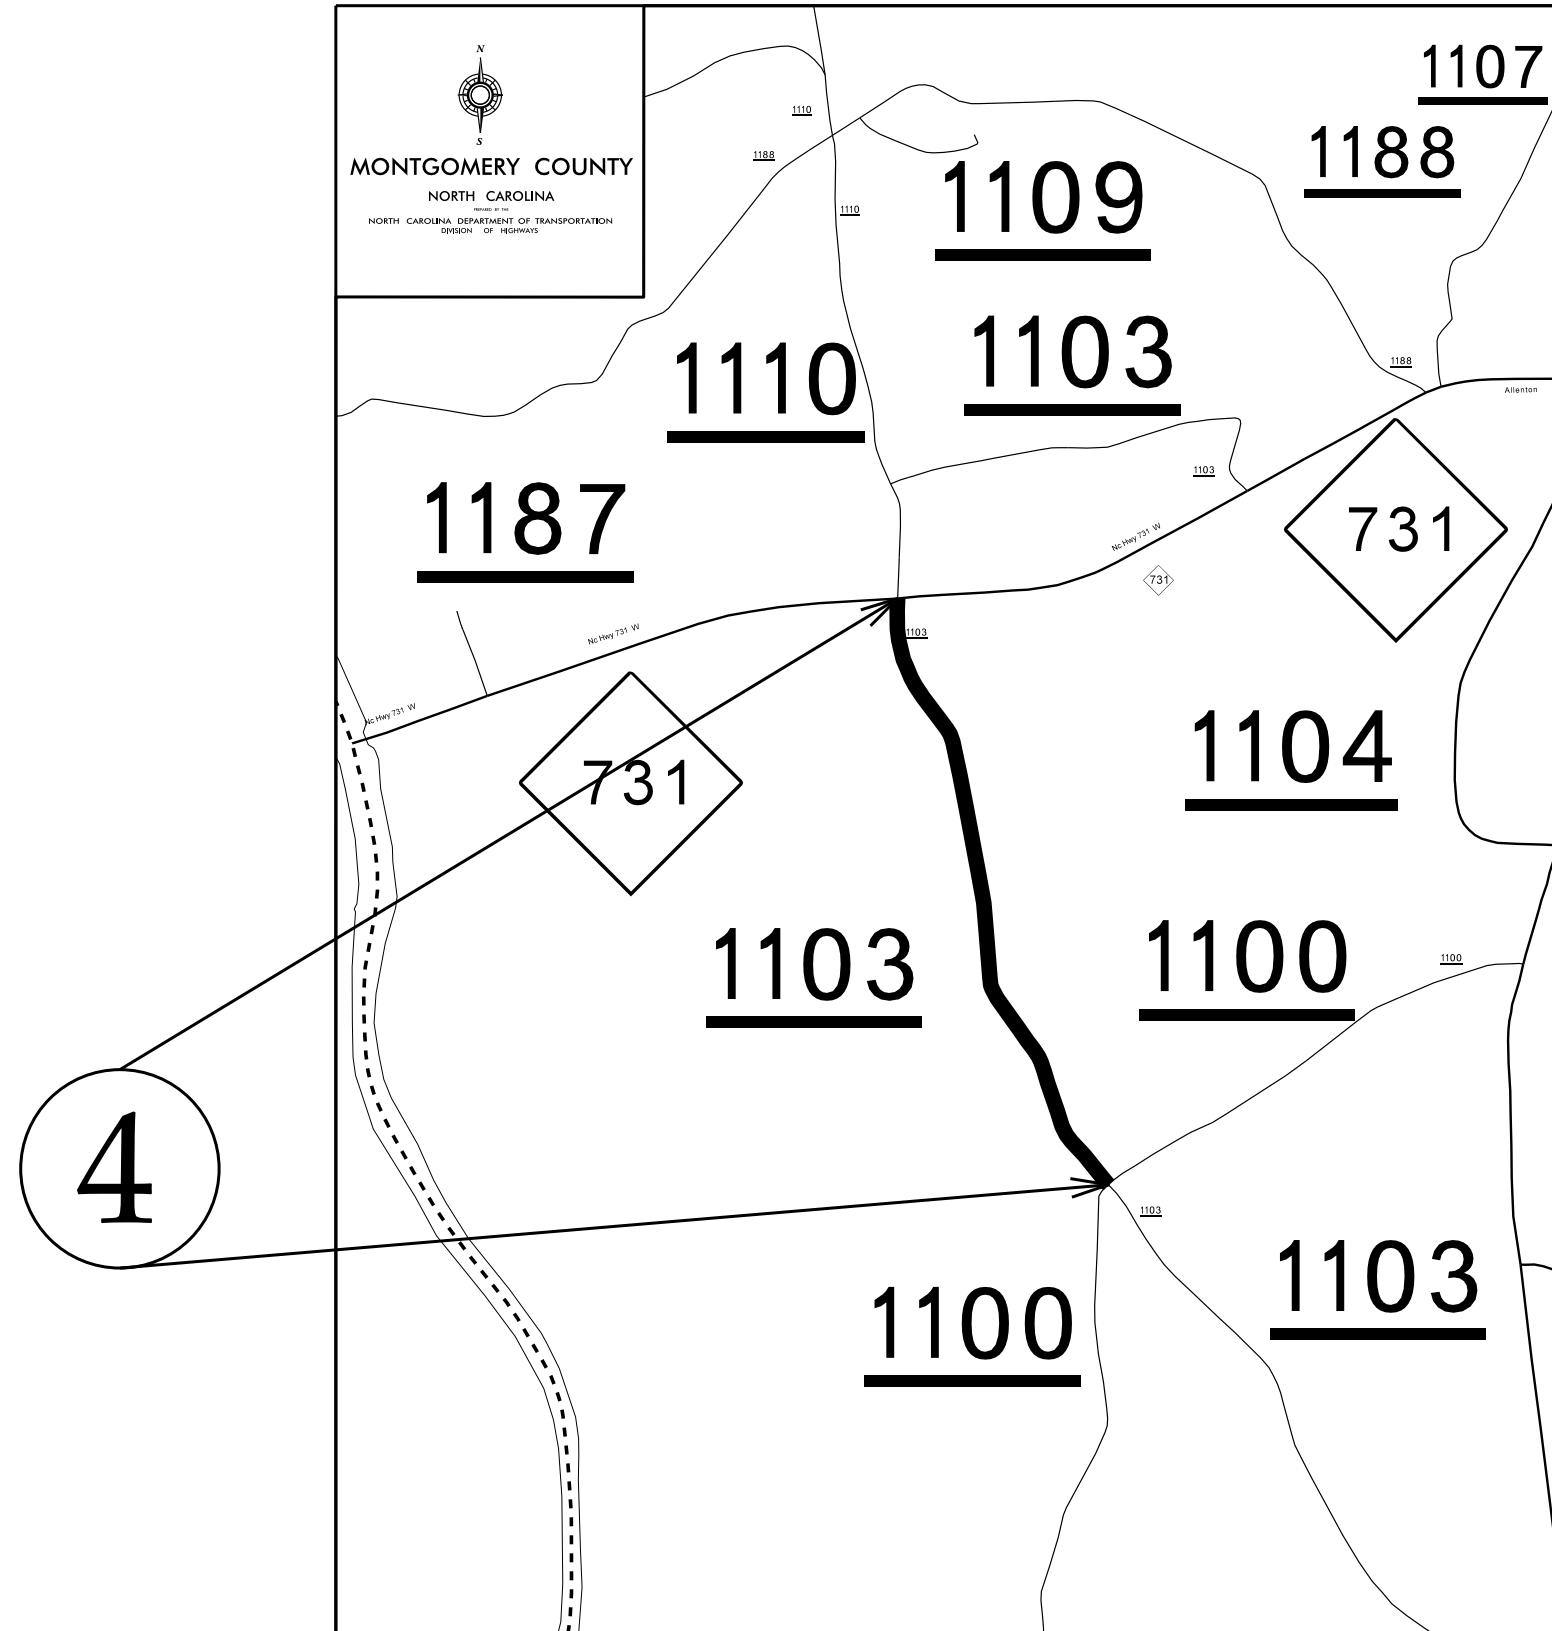 N
S
MONTGOMERY COUNTY
NORTH CAROLINA
PREPARED BY THE
NORTH CAROLINA DEPARTMENT OF TRANSPORTATION
DIVISION OF HIGHWAYS
1107
1110
1188
1188
1109
1110
1103
1110
1188
Allenton
1103
1187
731
Nc Hwy 731 W
731
1103
Nc Hwy 731 W
Nc Hwy 731 W
731
1104
1103
1100
1100
4
1103
1103
1100